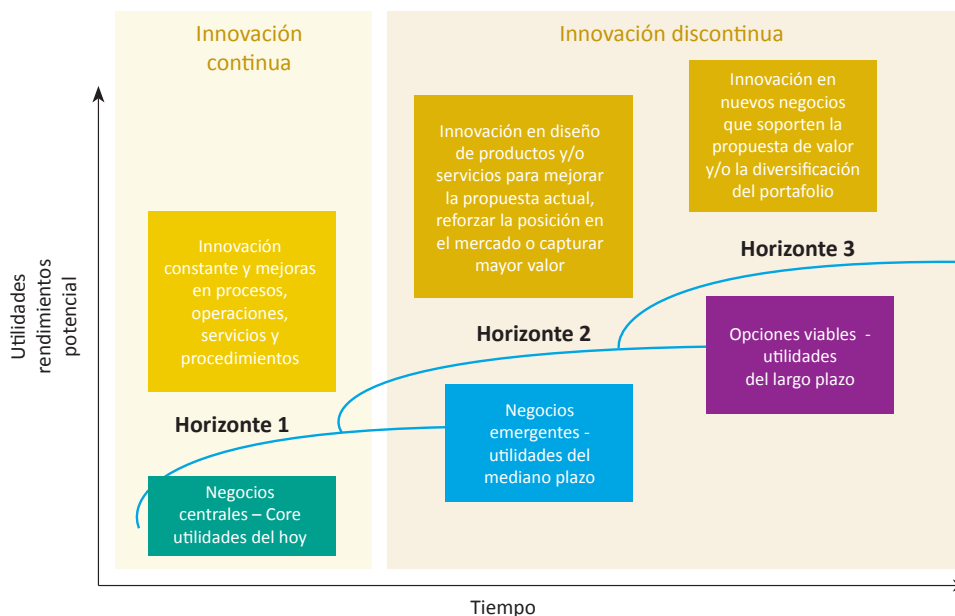 Innovación
continua
Innovación discontinua
Innovación en
nuevos negocios
que soporten la
propuesta de valor
y/o la diversificación
del portafolio
Innovación en diseño
de productos y/o
servicios para mejorar
la propuesta actual,
reforzar la posición en
el mercado o capturar
mayor valor
Innovación
constante y mejoras
en procesos,
operaciones,
servicios y
procedimientos
Horizonte 3
Horizonte 2
Horizonte 1
Opciones viables -
utilidades
del largo plazo
Negocios
emergentes -
utilidades del
mediano plazo
Negocios
centrales – Core
utilidades del hoy
Utilidades
rendimientos
potencial
Tiempo